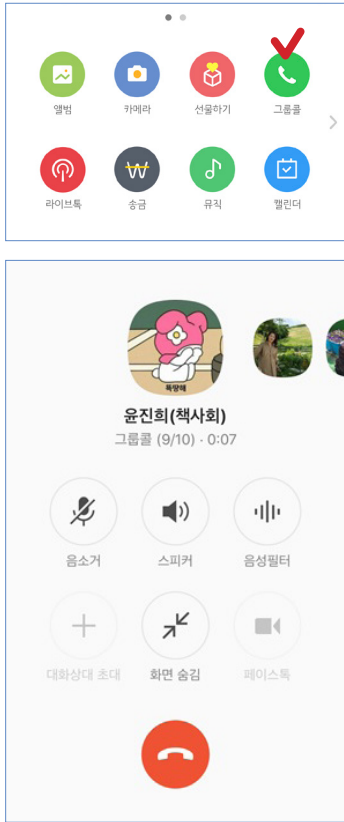 앨범 카메라 선물하기 그룹콜
라이브톡 송금 뮤직 캘린더
뚁땅해
윤진희(책사회)
그룹콜 (9/10) · 0:07
음소거 스피커 음성필터
대화상대 초대 화면 숨김 페이스톡